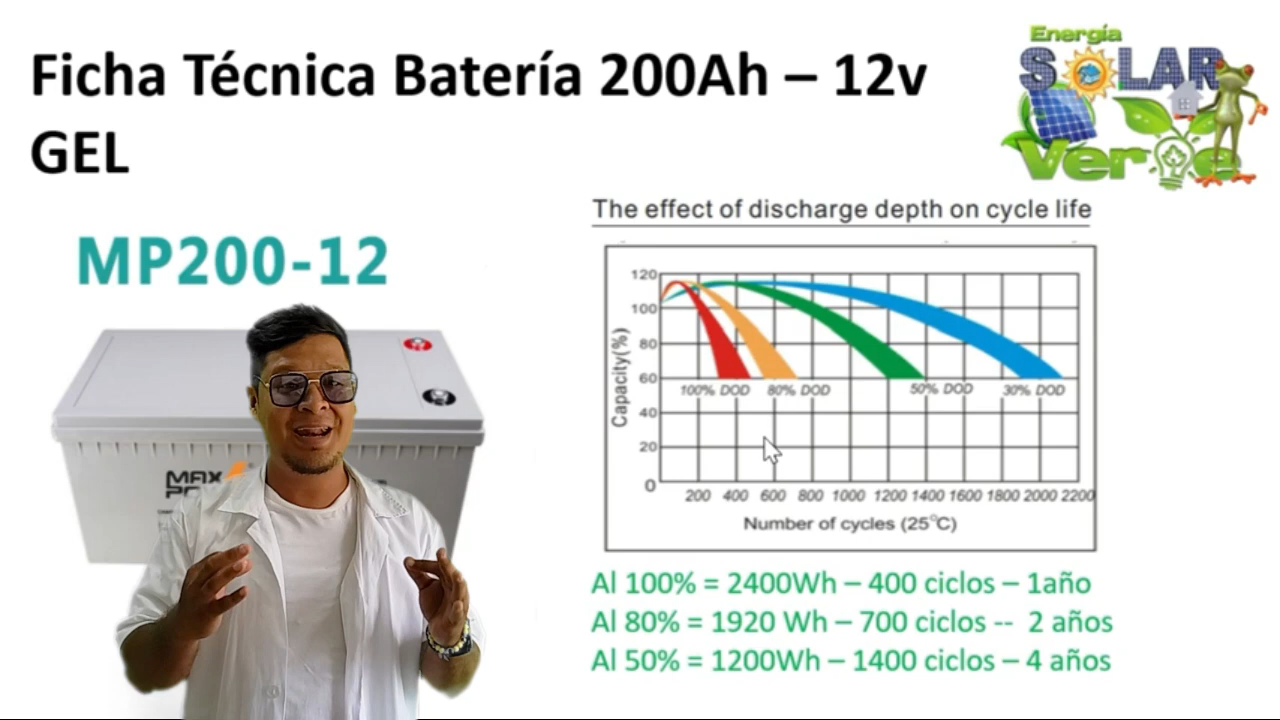 Ficha Técnica Batería 200Ah – 12v
GEL
Energía
SOLAR
Verde
MP200-12
MAX
The effect of discharge depth on cycle life
Capacity(%)
120
100
80
60
40
20
0
100% DOD 80% DOD 50% DOD 30% DOD
200 400 600 800 1000 1200 1400 1600 1800 2000 2200
Number of cycles (25°C)
Al 100% = 2400Wh – 400 ciclos – 1año
Al 80% = 1920 Wh – 700 ciclos -- 2 años
Al 50% = 1200Wh – 1400 ciclos – 4 años